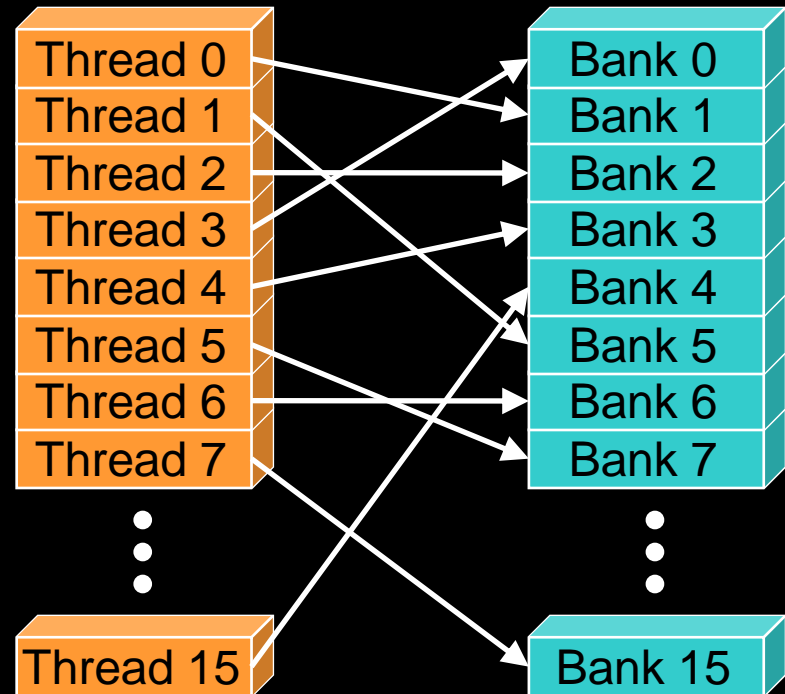 Thread 0
Thread 1
Thread 2
Thread 3
Thread 4
Thread 5
Thread 6
Thread 7
Thread 15
Bank 0
Bank 1
Bank 2
Bank 3
Bank 4
Bank 5
Bank 6
Bank 7
Bank 15